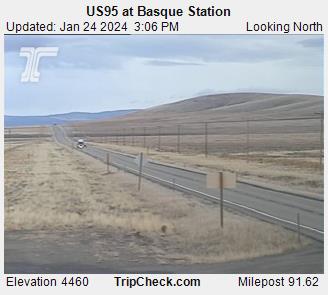 US95 at Basque Station
Updated: Jan 24 2024 3:06 PM Looking North
Elevation 4460 TripCheck.com Milepost 91.62